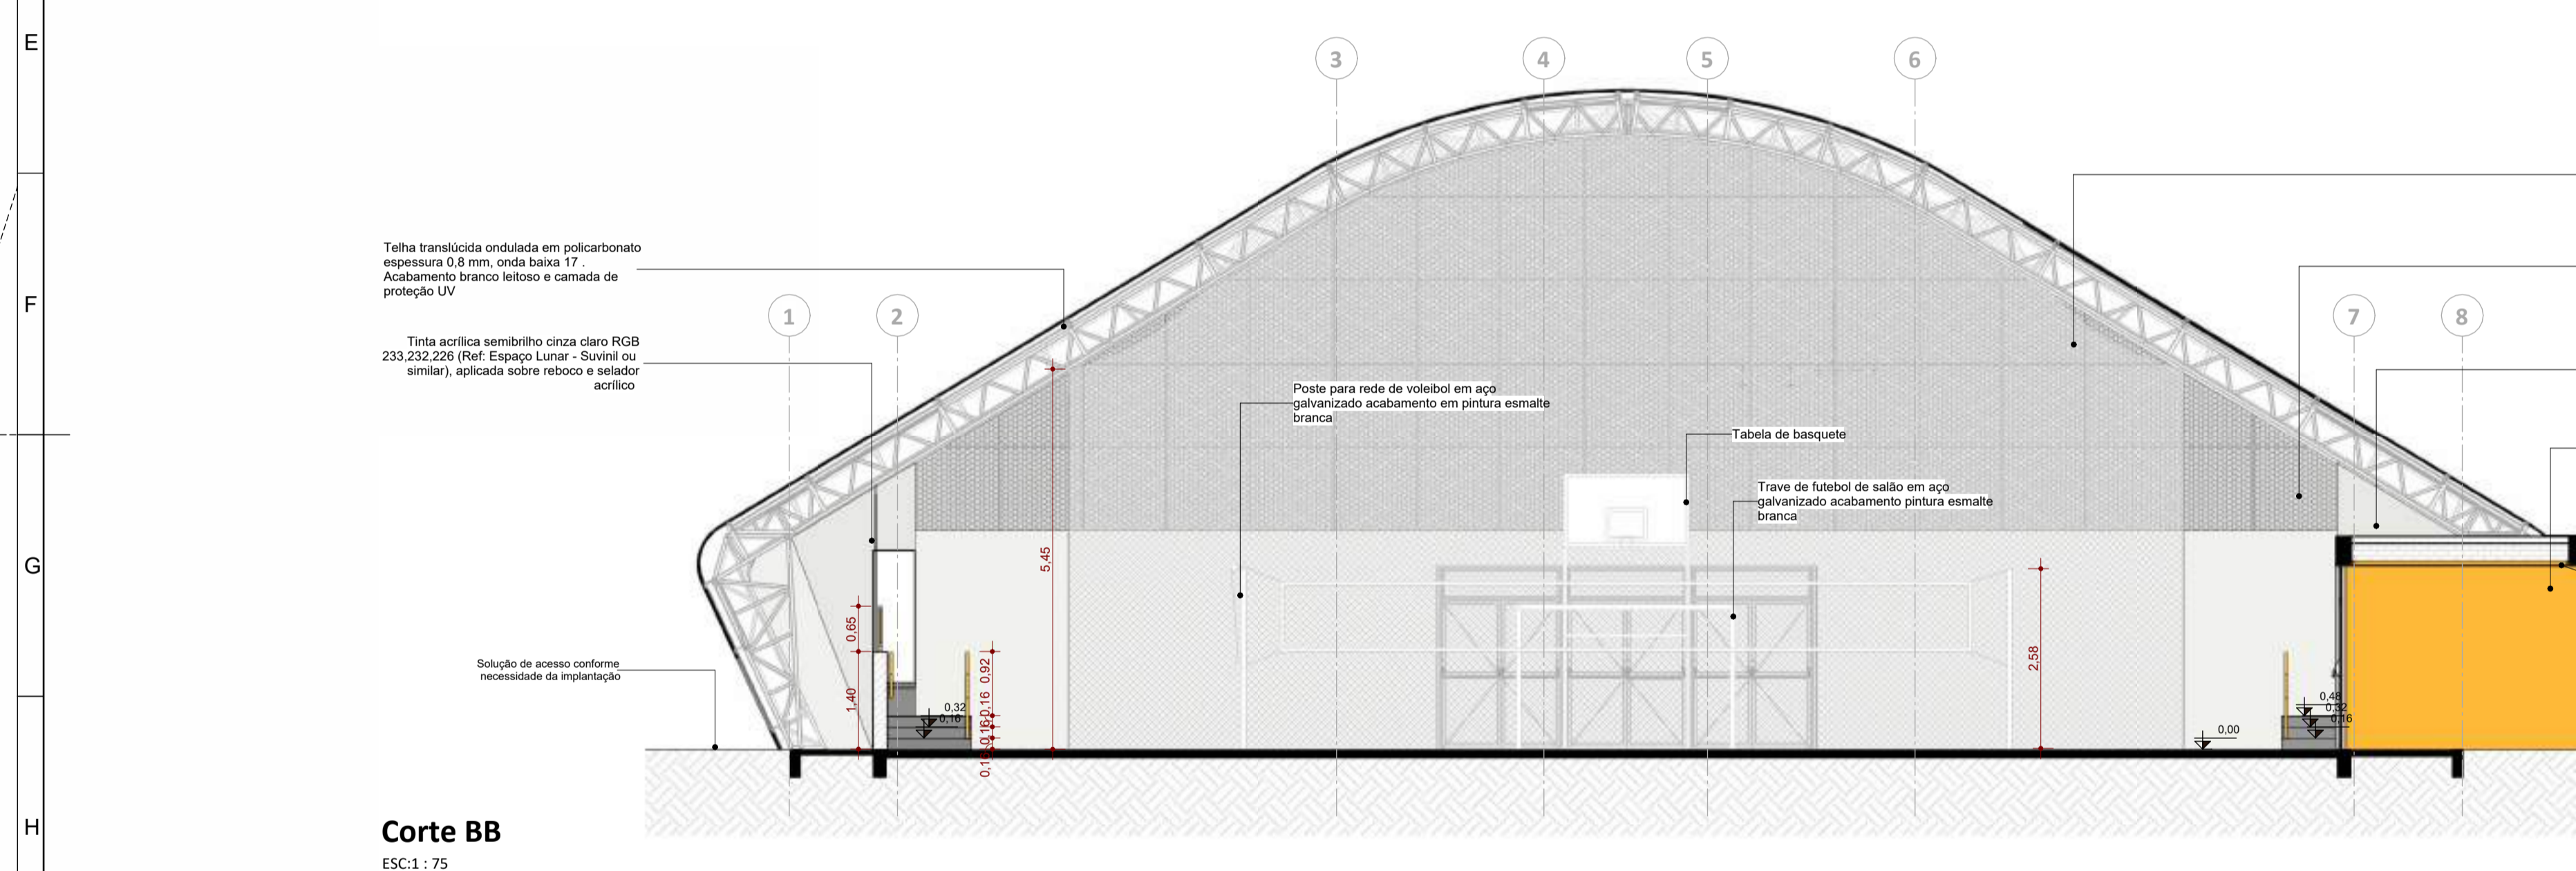 E
3
4
5
6
Telha translúcida ondulada em policarbonato
espessura 0,8 mm, onda baixa 17 .
Acabamento branco leitoso e camada de
proteção UV
F
1
2
7
8
Tinta acrílica semibrilho cinza claro RGB
233,232,226 (Ref: Espaço Lunar - Suvinil ou
similar), aplicada sobre reboco e selador
acrílico
Poste para rede de voleibol em aço
galvanizado acabamento em pintura esmalte
branca
Tabela de basquete
Trave de futebol de salão em aço
galvanizado acabamento pintura esmalte
branca
G
5,45
0,65
1,40
0,92
0,16
0,16
0,16
2,58
Solução de acesso conforme
necessidade da implantação
0,32
0,16
0,00
0,48
0,32
0,16
H
Corte BB
ESC:1 : 75